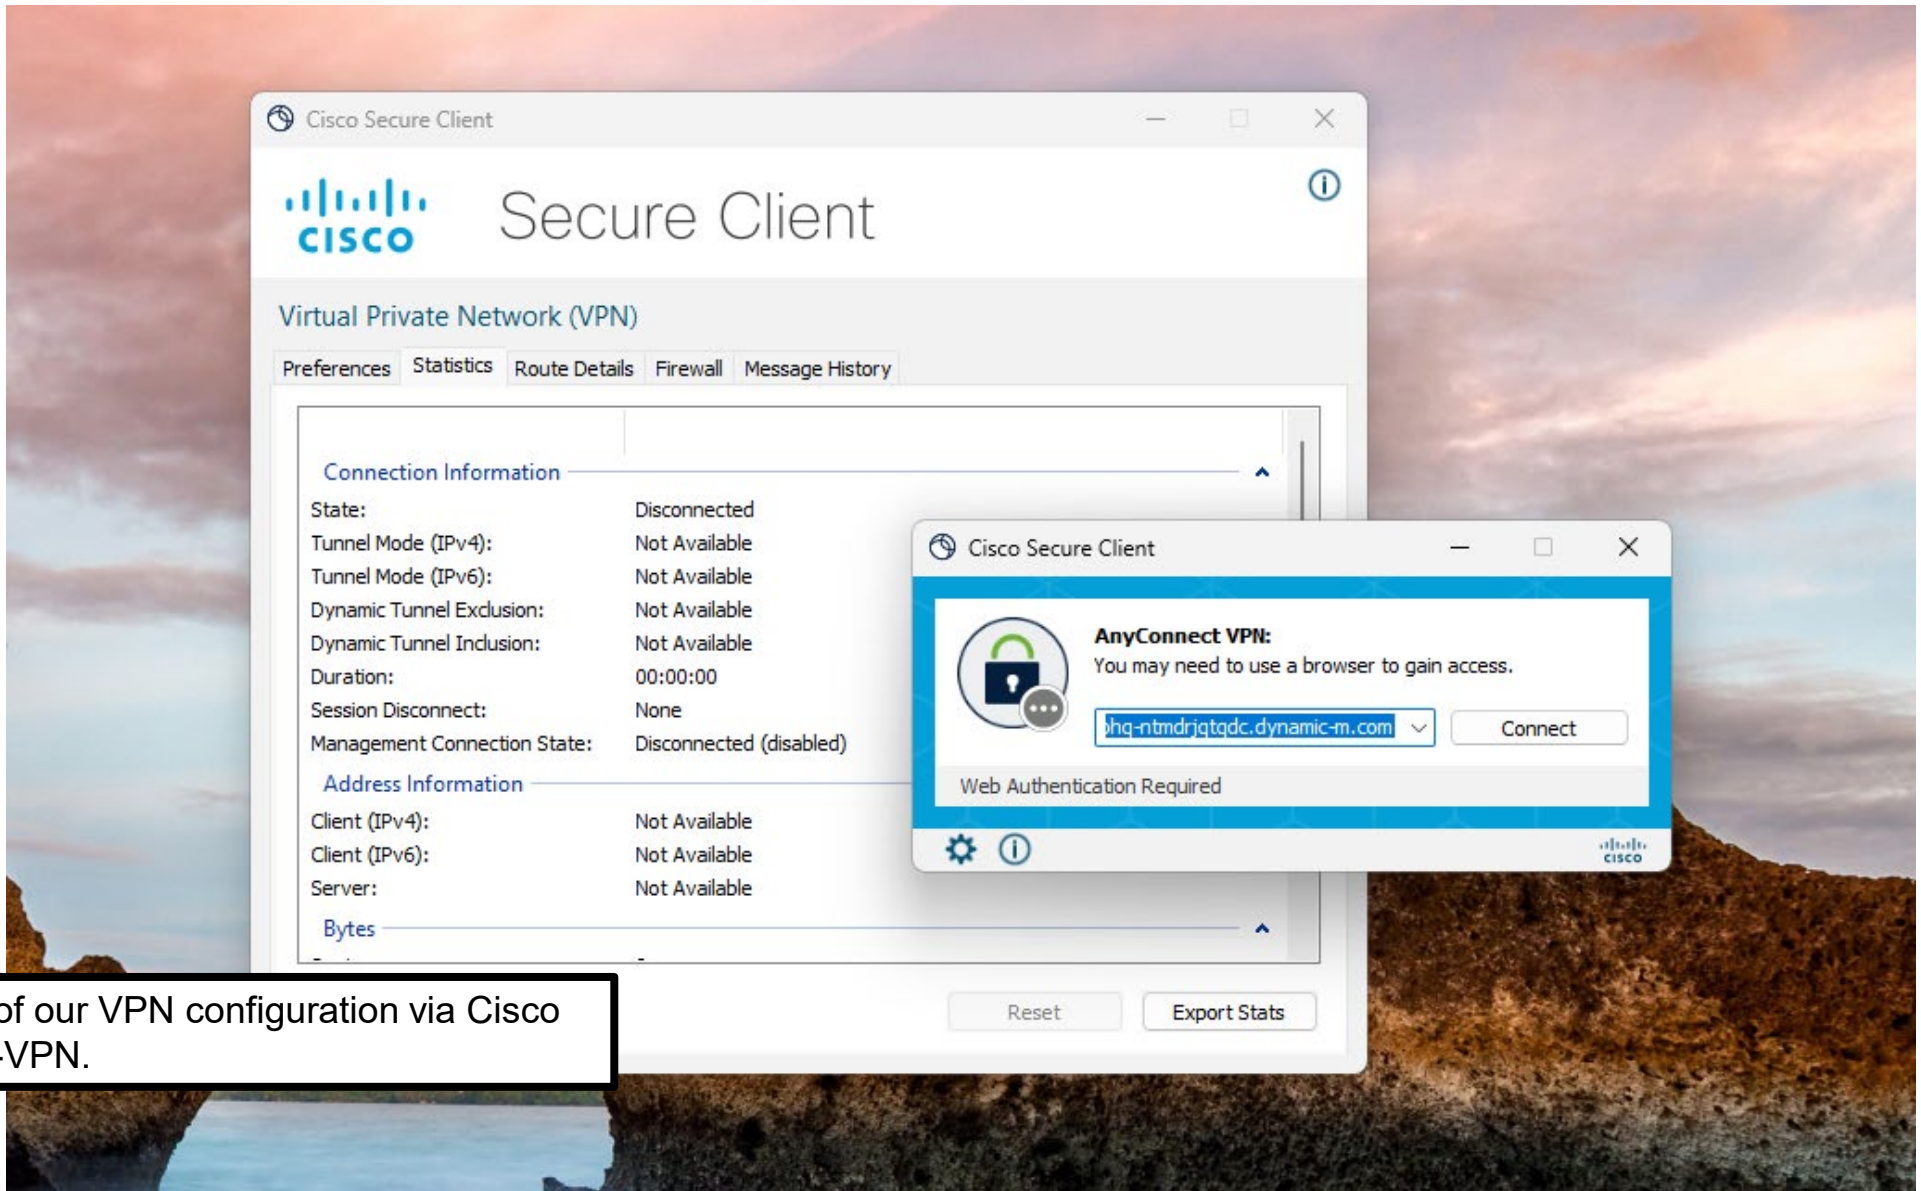 Cisco Secure Client
CISCO
Secure Client
Virtual Private Network (VPN)
Preferences Statistics Route Details Firewall Message History
Connection Information
State: Disconnected
Tunnel Mode (IPv4): Not Available
Tunnel Mode (IPv6): Not Available
Dynamic Tunnel Exclusion: Not Available
Dynamic Tunnel Inclusion: Not Available
Duration: 00:00:00
Session Disconnect: None
Management Connection State: Disconnected (disabled)
Address Information
Client (IPv4): Not Available
Client (IPv6): Not Available
Server: Not Available
Bytes
Reset Export Stats
Cisco Secure Client
AnyConnect VPN:
You may need to use a browser to gain access.
hq-ntmdrjqtqdc.dynamic-m.com Connect
Web Authentication Required
CISCO
of our VPN configuration via Cisco
-VPN.